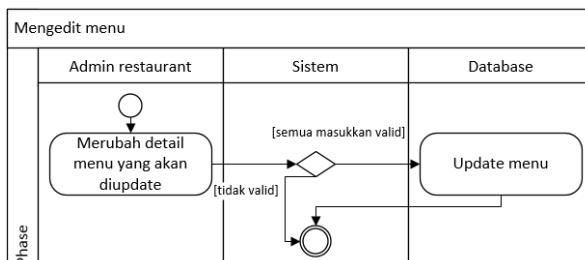 Mengedit menu
Admin restaurant
Sistem
Database
Phase
Merubah detail
menu yang akan
diupdate
[semua masukkan valid]
[tidak valid]
Update menu